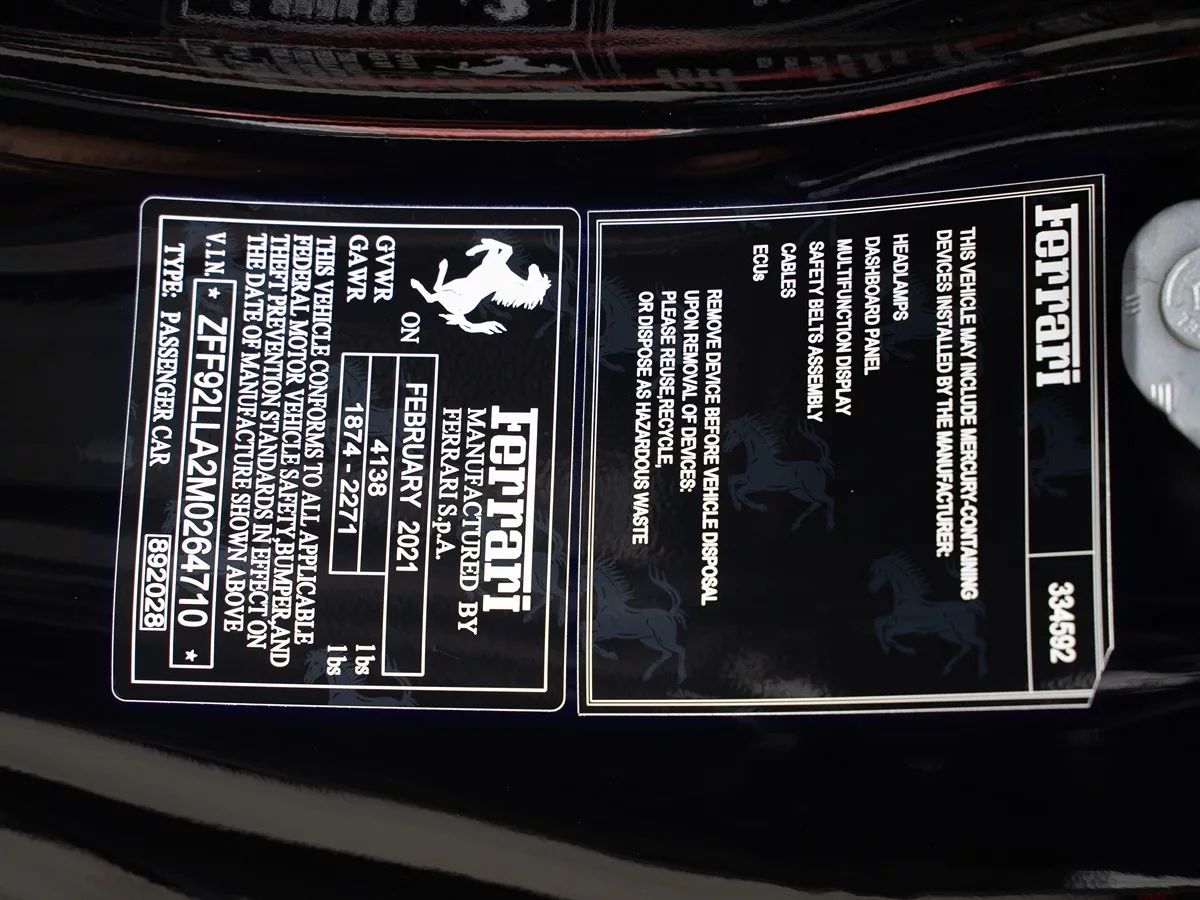 Ferrari 334592
THIS VEHICLE MAY INCLUDE MERCURY-CONTAINING
DEVICES INSTALLED BY THE MANUFACTURER:
HEADLAMPS
DASHBOARD PANEL
MULTIFUNCTION DISPLAY
SAFETY BELTS ASSEMBLY
CABLES
ECUs
REMOVE DEVICE BEFORE VEHICLE DISPOSAL
UPON REMOVAL OF DEVICES:
PLEASE REUSE,RECYCLE,
OR DISPOSE AS HAZARDOUS WASTE
Ferrari
MANUFACTURED BY
FERRARI S.p.A.
ON FEBRUARY 2021
GVWR 4138 lbs
GAWR 1874 - 2271 lbs
THIS VEHICLE CONFORMS TO ALL APPLICABLE
FEDERAL MOTOR VEHICLE SAFETY,BUMPER,AND
THEFT PREVENTION STANDARDS IN EFFECT ON
THE DATE OF MANUFACTURE SHOWN ABOVE
V.I.N. * ZFF92LLA2M0264710 *
TYPE: PASSENGER CAR 892028